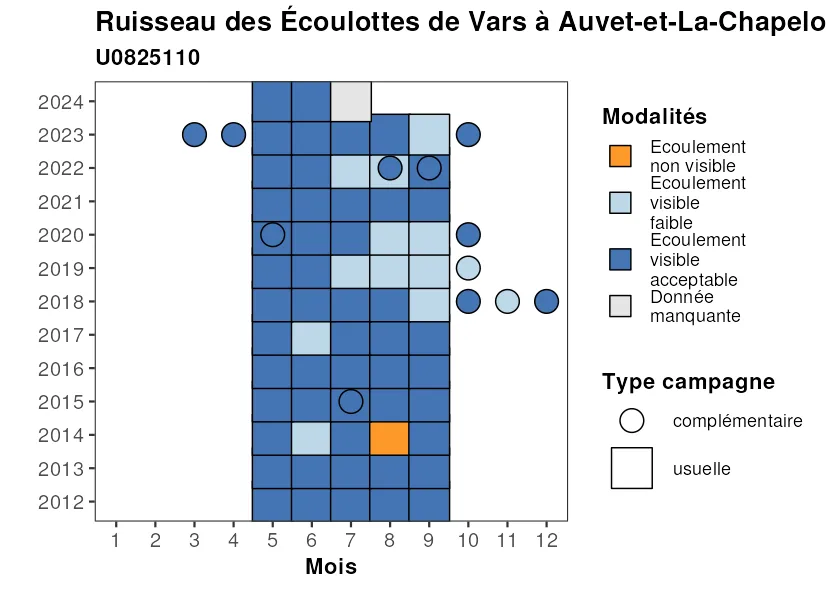 Ruisseau des Écoulottes de Vars à Auvet-et-La-Chapelo
U0825110
2024
2023
2022
2021
2020
2019
2018
2017
2016
2015
2014
2013
2012
1 2 3 4 5 6 7 8 9 10 11 12
Mois
Modalités
Ecoulement
non visible
Ecoulement
visible
faible
Ecoulement
visible
acceptable
Donnée
manquante
Type campagne
complémentaire
usuelle